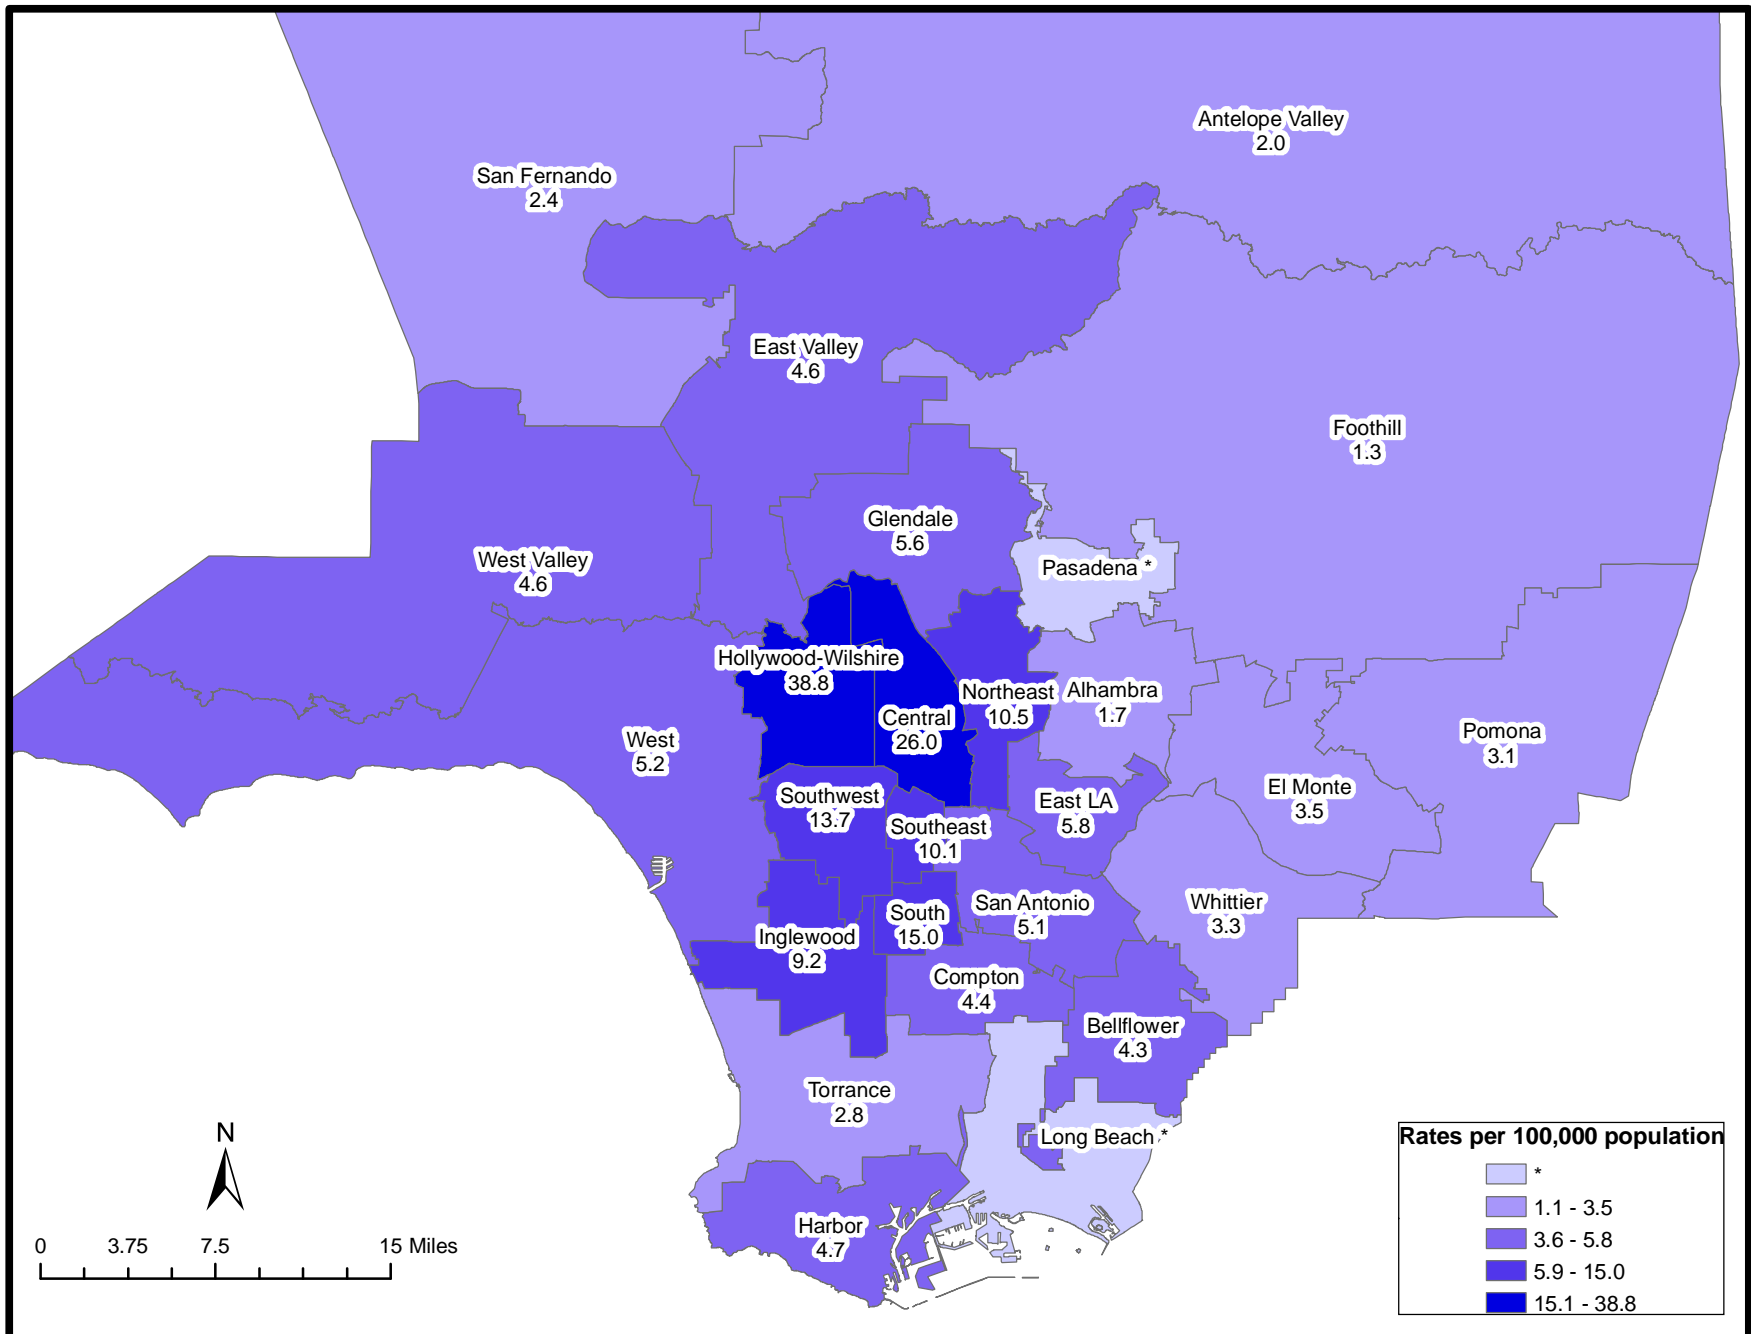 Antelope Valley
2.0
San Fernando
2.4
East Valley
4.6
Foothill
1.3
Glendale
5.6
West Valley
4.6
Pasadena *
Hollywood-Wilshire
38.8
Northeast
10.5
Alhambra
1.7
Central
26.0
West
5.2
Pomona
3.1
El Monte
3.5
Southwest
13.7
East LA
5.8
Southeast
10.1
San Antonio
5.1
Whittier
3.3
South
15.0
Inglewood
9.2
Compton
4.4
Bellflower
4.3
Torrance
2.8
Long Beach *
Harbor
4.7
N
0 3.75 7.5 15 Miles
Rates per 100,000 population
*
1.1 - 3.5
3.6 - 5.8
5.9 - 15.0
15.1 - 38.8